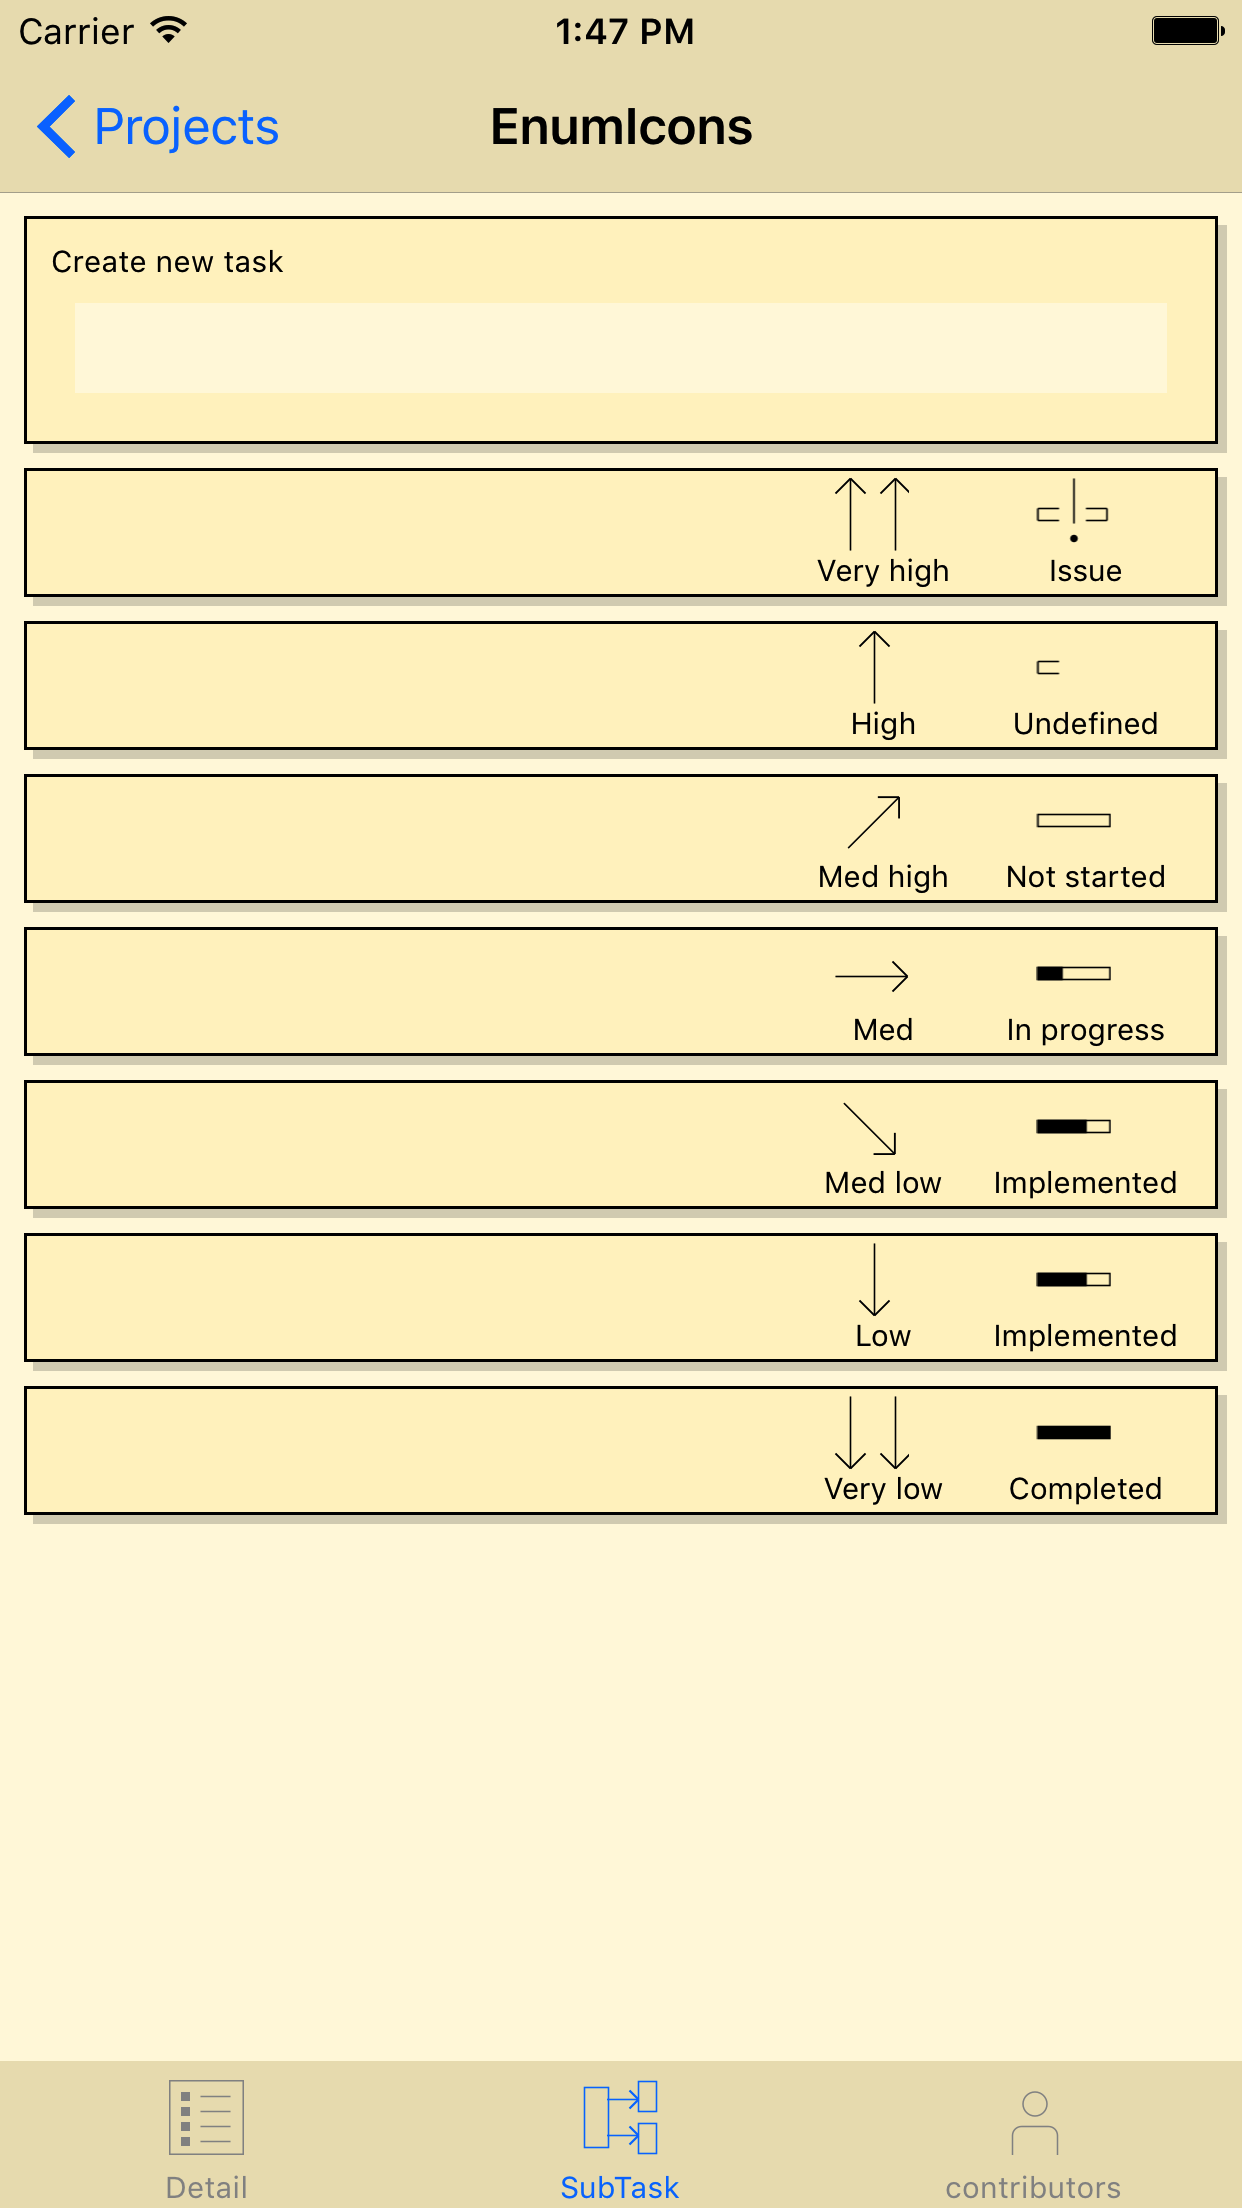 Carrier 1:47 PM
Projects EnumIcons
Create new task
Very high Issue
High Undefined
Med high Not started
Med In progress
Med low Implemented
Low Implemented
Very low Completed
Detail SubTask contributors